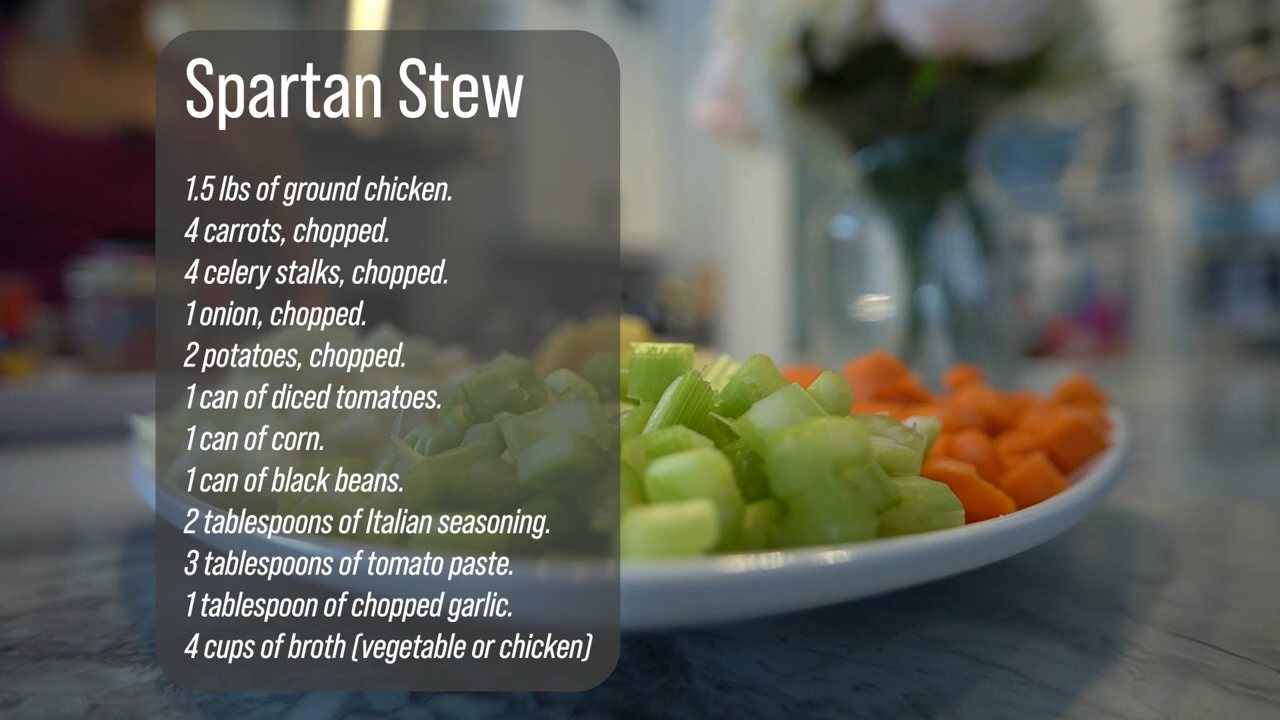 Spartan Stew
1.5 lbs of ground chicken.
4 carrots, chopped.
4 celery stalks, chopped.
1 onion, chopped.
2 potatoes, chopped.
1 can of diced tomatoes.
1 can of corn.
1 can of black beans.
2 tablespoons of Italian seasoning.
3 tablespoons of tomato paste.
1 tablespoon of chopped garlic.
4 cups of broth (vegetable or chicken)